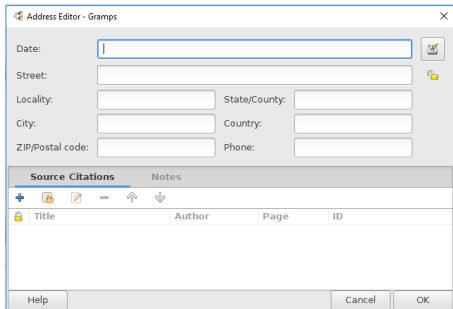 Address Editor - Gramps
Date:
Street:
Locality: State/County:
City: Country:
ZIP/Postal code: Phone:
Source Citations Notes
Title Author Page ID
Help Cancel OK